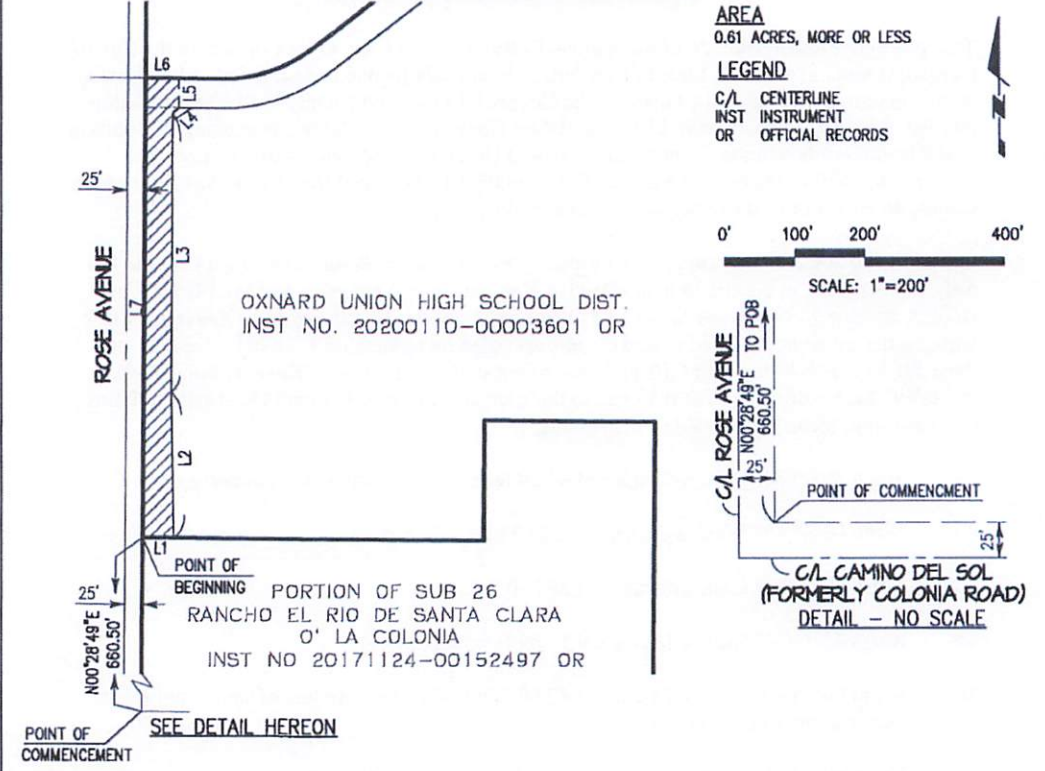 AREA
0.61 ACRES, MORE OR LESS
LEGEND
C/L CENTERLINE
INST INSTRUMENT
OR OFFICIAL RECORDS
L6
L5
L4
25'
ROSE AVENUE
L7
L3
L2
L1
OXNARD UNION HIGH SCHOOL DIST.
INST NO. 20200110-00003601 OR
0' 100' 200' 400'
SCALE: 1"=200'
C/L ROSE AVENUE
N00°28'49"E TO POB
660.50'
25'
POINT OF COMMENCMENT
25'
C/L CAMINO DEL SOL
(FORMERLY COLONIA ROAD)
DETAIL - NO SCALE
POINT OF
BEGINNING
25'
N00°28'49"E
660.50'
PORTION OF SUB 26
RANCHO EL RIO DE SANTA CLARA
O' LA COLONIA
INST NO 20171124-00152497 OR
POINT OF
COMMENCEMENT
SEE DETAIL HEREON